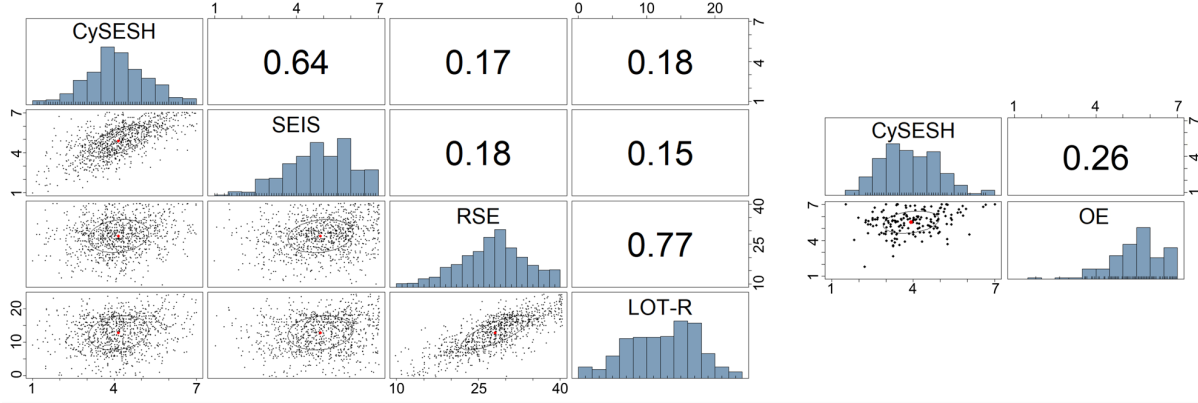 1 7 0 10 20
CySESH 0.64 0.17 0.18 7 4 1
7 4 1 SEIS 0.18 0.15
RSE 0.77 40 25 10
20 10 0 LOT-R
1 4 7 10 25 40
1 4 7
CySESH 0.26 7 4 1
7 4 1 OE
1 4 7